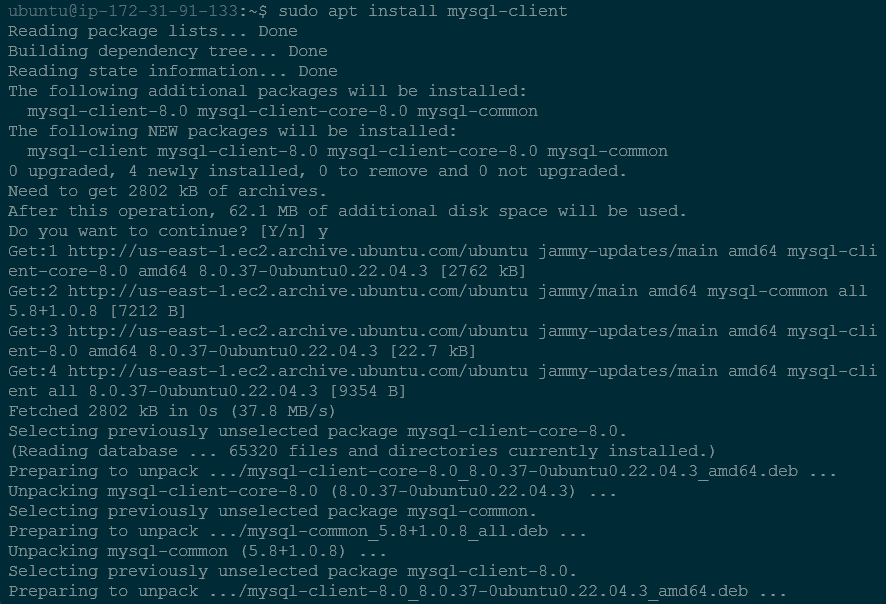 ubuntu@ip-172-31-91-133:~$ sudo apt install mysql-client
Reading package lists... Done
Building dependency tree... Done
Reading state information... Done
The following additional packages will be installed:
  mysql-client-8.0 mysql-client-core-8.0 mysql-common
The following NEW packages will be installed:
  mysql-client mysql-client-8.0 mysql-client-core-8.0 mysql-common
0 upgraded, 4 newly installed, 0 to remove and 0 not upgraded.
Need to get 2802 kB of archives.
After this operation, 62.1 MB of additional disk space will be used.
Do you want to continue? [Y/n] y
Get:1 http://us-east-1.ec2.archive.ubuntu.com/ubuntu jammy-updates/main amd64 mysql-cli
ent-core-8.0 amd64 8.0.37-0ubuntu0.22.04.3 [2762 kB]
Get:2 http://us-east-1.ec2.archive.ubuntu.com/ubuntu jammy/main amd64 mysql-common all
5.8+1.0.8 [7212 B]
Get:3 http://us-east-1.ec2.archive.ubuntu.com/ubuntu jammy-updates/main amd64 mysql-cli
ent-8.0 amd64 8.0.37-0ubuntu0.22.04.3 [22.7 kB]
Get:4 http://us-east-1.ec2.archive.ubuntu.com/ubuntu jammy-updates/main amd64 mysql-cli
ent all 8.0.37-0ubuntu0.22.04.3 [9354 B]
Fetched 2802 kB in 0s (37.8 MB/s)
Selecting previously unselected package mysql-client-core-8.0.
(Reading database ... 65320 files and directories currently installed.)
Preparing to unpack .../mysql-client-core-8.0_8.0.37-0ubuntu0.22.04.3_amd64.deb ...
Unpacking mysql-client-core-8.0 (8.0.37-0ubuntu0.22.04.3) ...
Selecting previously unselected package mysql-common.
Preparing to unpack .../mysql-common_5.8+1.0.8_all.deb ...
Unpacking mysql-common (5.8+1.0.8) ...
Selecting previously unselected package mysql-client-8.0.
Preparing to unpack .../mysql-client-8.0_8.0.37-0ubuntu0.22.04.3_amd64.deb ...